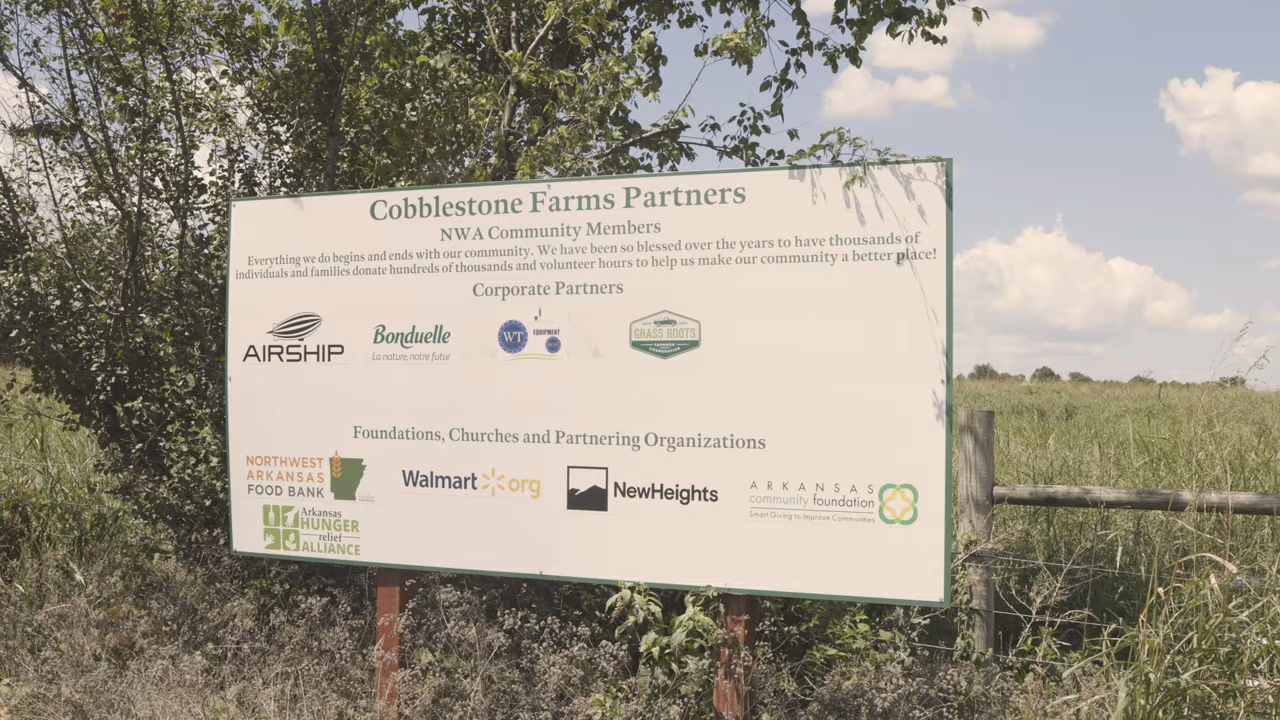 Cobblestone Farms Partners
NWA Community Members
Everything we do begins and ends with our community. We have been so blessed over the years to have thousands of
individuals and families donate hundreds of thousands and volunteer hours to help us make our community a better place!
Corporate Partners
AIRSHIP
Bonduelle
La nature, notre futur
WT
EQUIPMENT
GRASS ROOTS
FARMERS'
COOPERATIVE
Foundations, Churches and Partnering Organizations
NORTHWEST
ARKANSAS
FOOD BANK
Walmart org
NewHeights
ARKANSAS
community foundation
Smart Giving to Improve Communities
Arkansas
HUNGER
relief
ALLIANCE